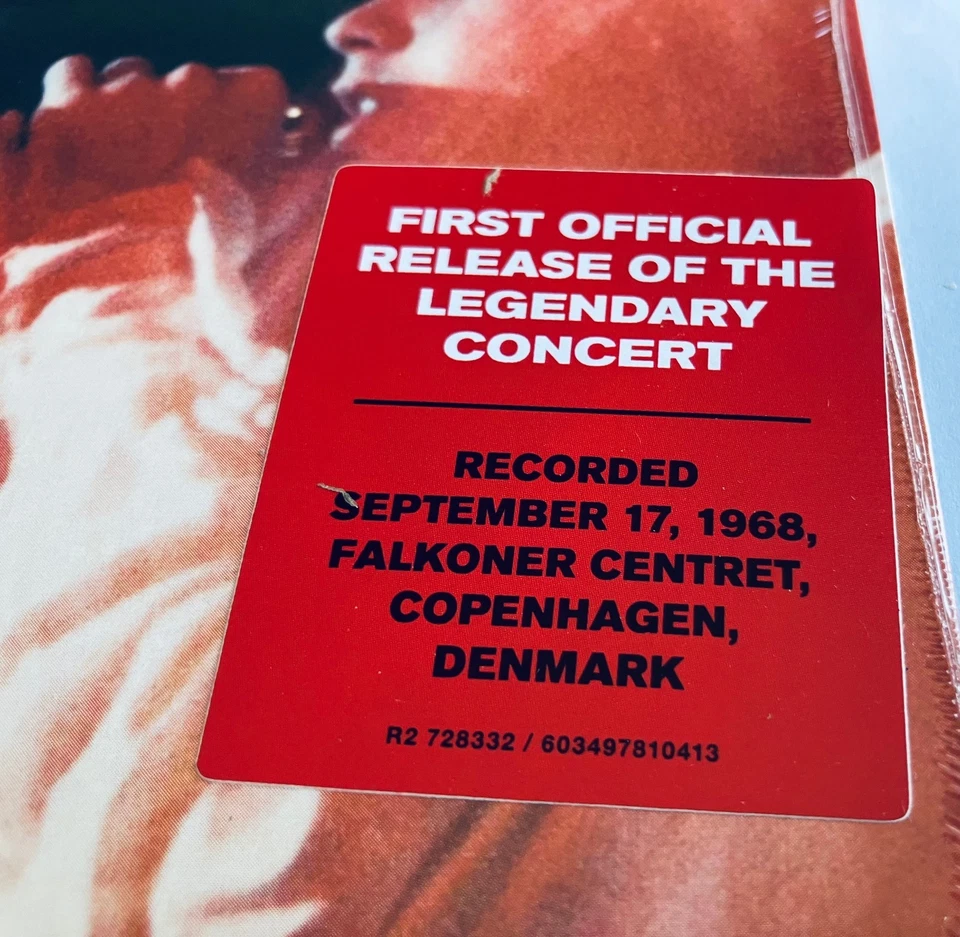 FIRST OFFICIAL
RELEASE OF THE
LEGENDARY
CONCERT
RECORDED
SEPTEMBER 17, 1968,
FALKONER CENTRET,
COPENHAGEN,
DENMARK
R2 728332 / 603497810413